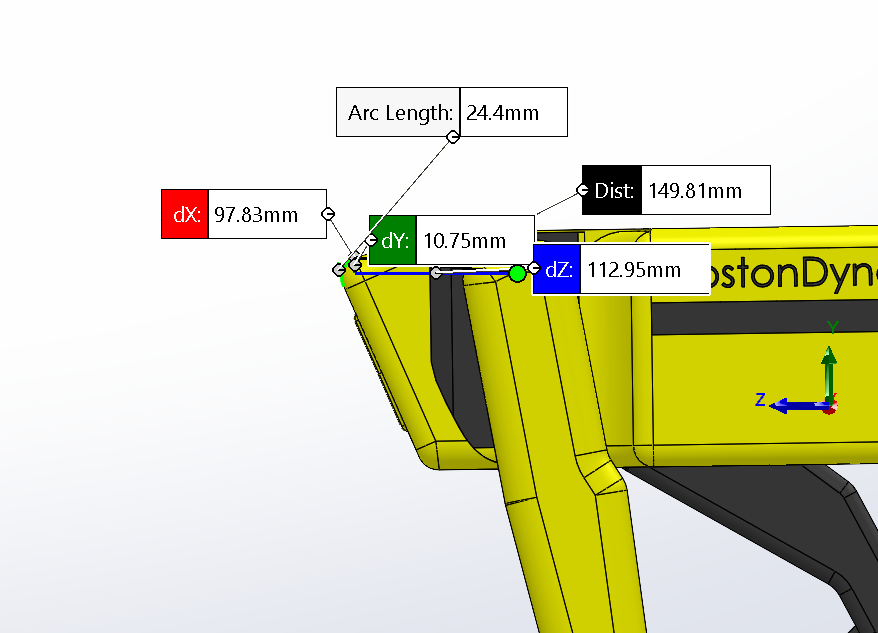 Arc Length: 24.4mm
Dist: 149.81mm
dX: 97.83mm
dY: 10.75mm
dZ: 112.95mm
ostonDyn
Y
Z
X